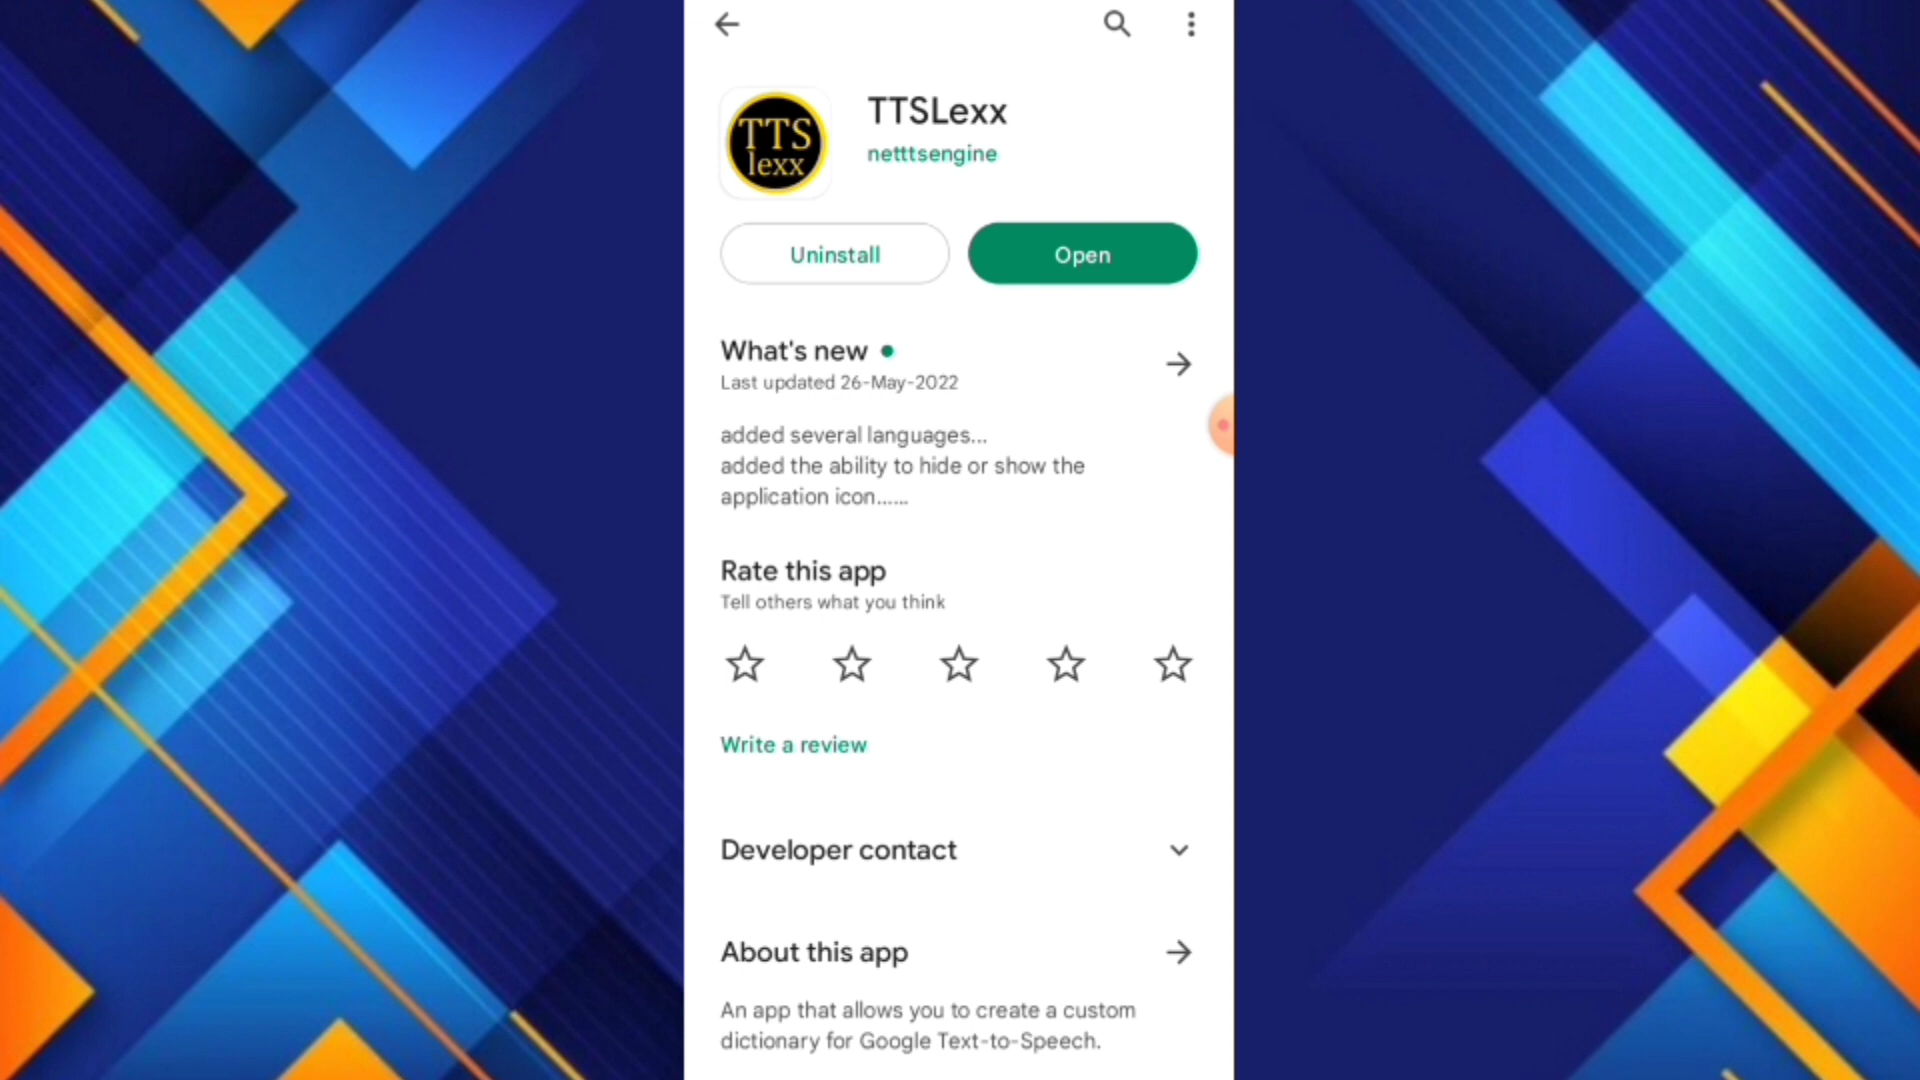 TTS
lexx
TTSLexx
netttsengine
Uninstall
Open
What's new
Last updated 26-May-2022
added several languages...
added the ability to hide or show the
application icon......
Rate this app
Tell others what you think
Write a review
Developer contact
About this app
An app that allows you to create a custom
dictionary for Google Text-to-Speech.